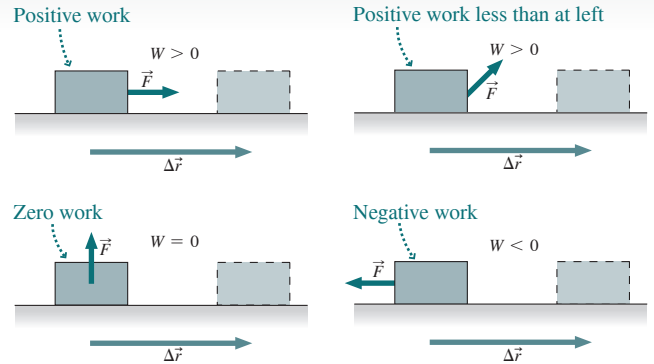 Positive work
W > 0
F⃗
Δr⃗
Positive work less than at left
W > 0
F⃗
Δr⃗
Zero work
W = 0
F⃗
Δr⃗
Negative work
W < 0
F⃗
Δr⃗